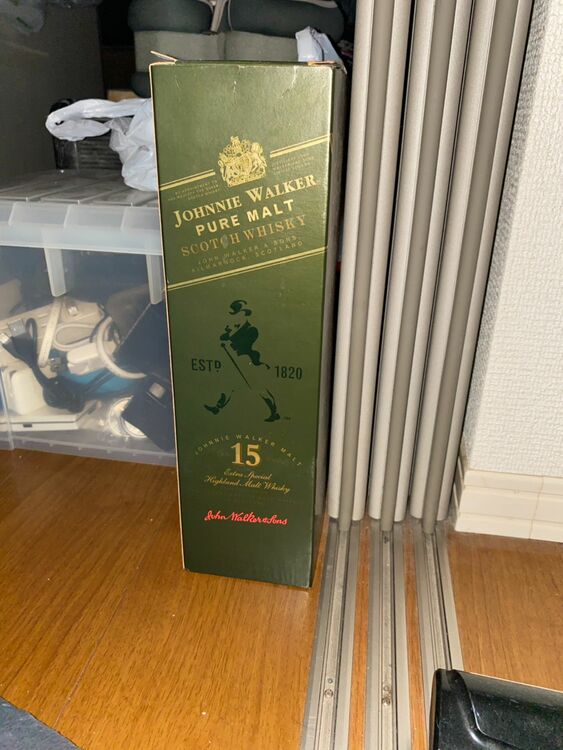 JOHNNIE WALKER
PURE MALT
SCOTCH WHISKY
JOHN WALKER & SONS,
KILMARNOCK, SCOTLAND
ESTD 1820
JOHNNIE WALKER MALT
15
Extra Special
Highland Malt Whisky
John Walker & Sons